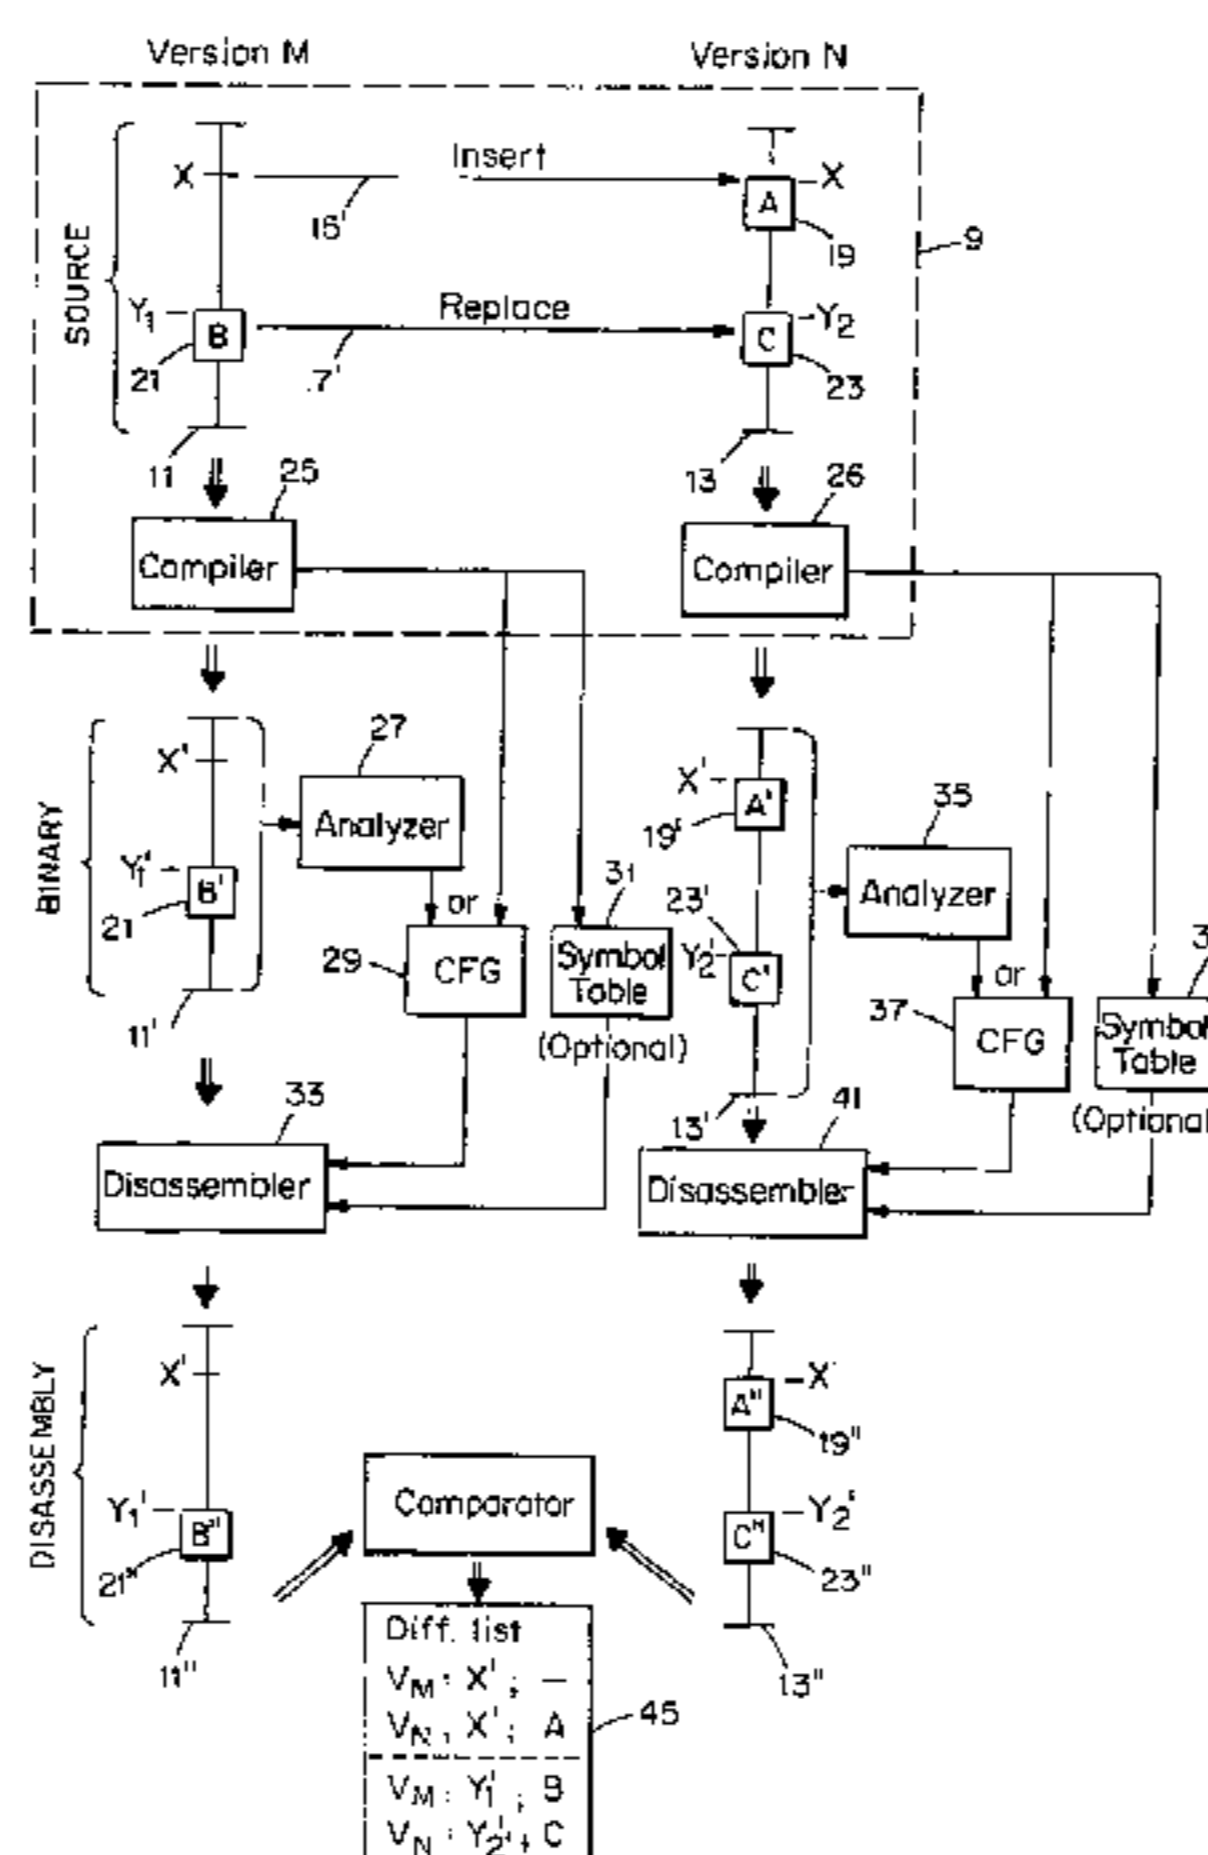 Version M
Version N
SOURCE
X
Insert
X
A
16'
19
9
Y1
B
Replace
Y2
C
21
17'
23
11
25
13
26
Compiler
Compiler
BINARY
X'
27
X'
A'
35
Analyzer
19'
Y1'
B'
21
or
31
23'
Analyzer
29
CFG
Symbol
Table
Y2'
C'
or
37
CFG
Symbol
Table
11'
(Optional)
13'
(Optional
33
41
Disassembler
Disassembler
DISASSEMBLY
X'
X'
A"
19"
Y1'
B"
Comparator
Y2'
C"
21"
23"
11"
13"
Diff. list
VM: X'; —
VN: X'; A
45
VM: Y1'; B
VN: Y2'; C